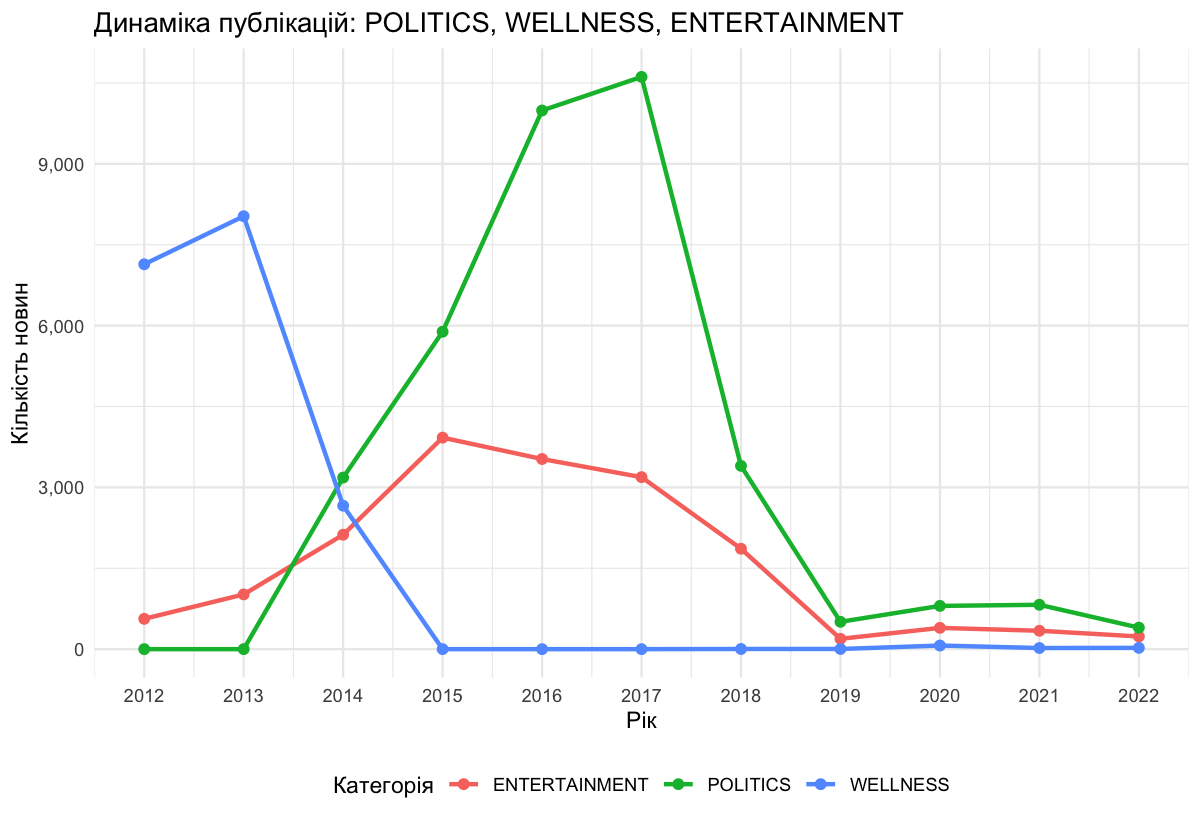 Динаміка публікацій: POLITICS, WELLNESS, ENTERTAINMENT
Кількість новин
9,000
6,000
3,000
0
2012 2013 2014 2015 2016 2017 2018 2019 2020 2021 2022
Рік
Категорія ENTERTAINMENT POLITICS WELLNESS